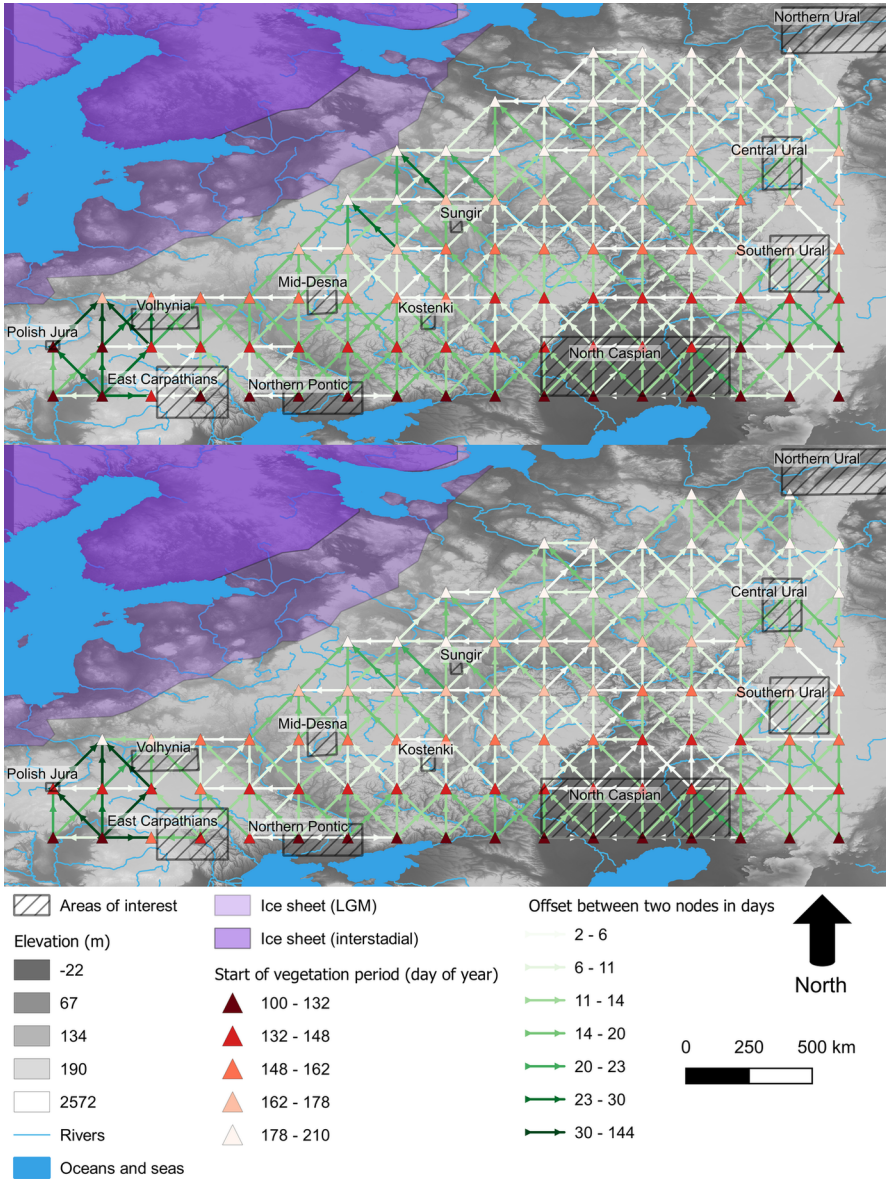 Northern Ural
Central Ural
Sungir
Southern Ural
Mid-Desna
Volhynia
Kostenki
Polish Jura
North Caspian
East Carpathians
Northern Pontic
Northern Ural
Central Ural
Sungir
Southern Ural
Mid-Desna
Volhynia
Kostenki
Polish Jura
North Caspian
East Carpathians
Northern Pontic
Areas of interest
Elevation (m)
-22
67
134
190
2572
Rivers
Oceans and seas
Ice sheet (LGM)
Ice sheet (interstadial)
Start of vegetation period (day of year)
100 - 132
132 - 148
148 - 162
162 - 178
178 - 210
Offset between two nodes in days
2 - 6
6 - 11
11 - 14
14 - 20
20 - 23
23 - 30
30 - 144
North
0 250 500 km